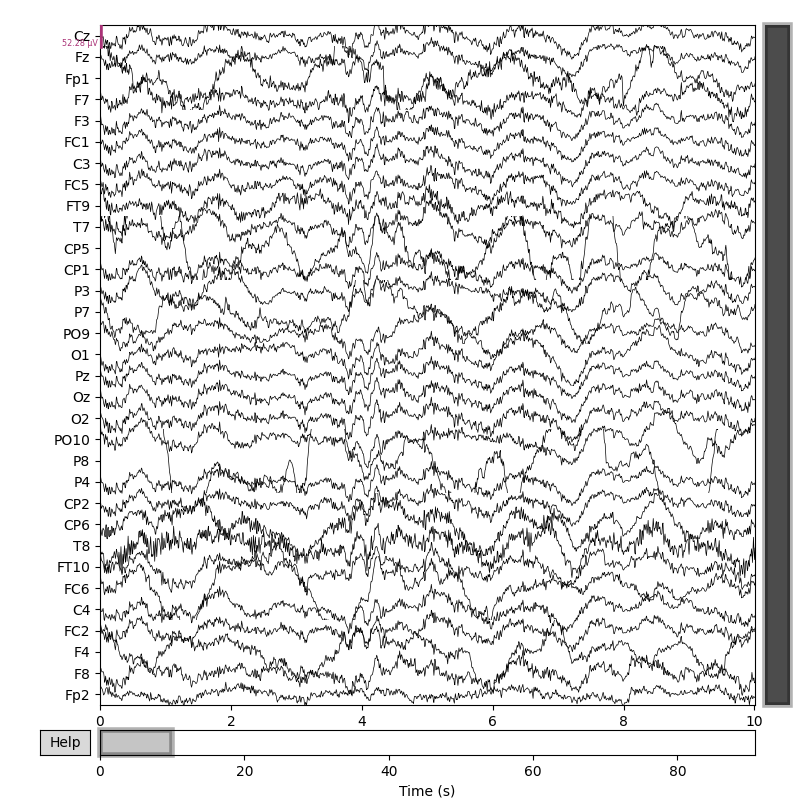 Cz
52.28 µV
Fz
Fp1
F7
F3
FC1
C3
FC5
FT9
T7
CP5
CP1
P3
P7
PO9
O1
Pz
Oz
O2
PO10
P8
P4
CP2
CP6
T8
FT10
FC6
C4
FC2
F4
F8
Fp2
0 2 4 6 8 10
Help
0 20 40 60 80
Time (s)